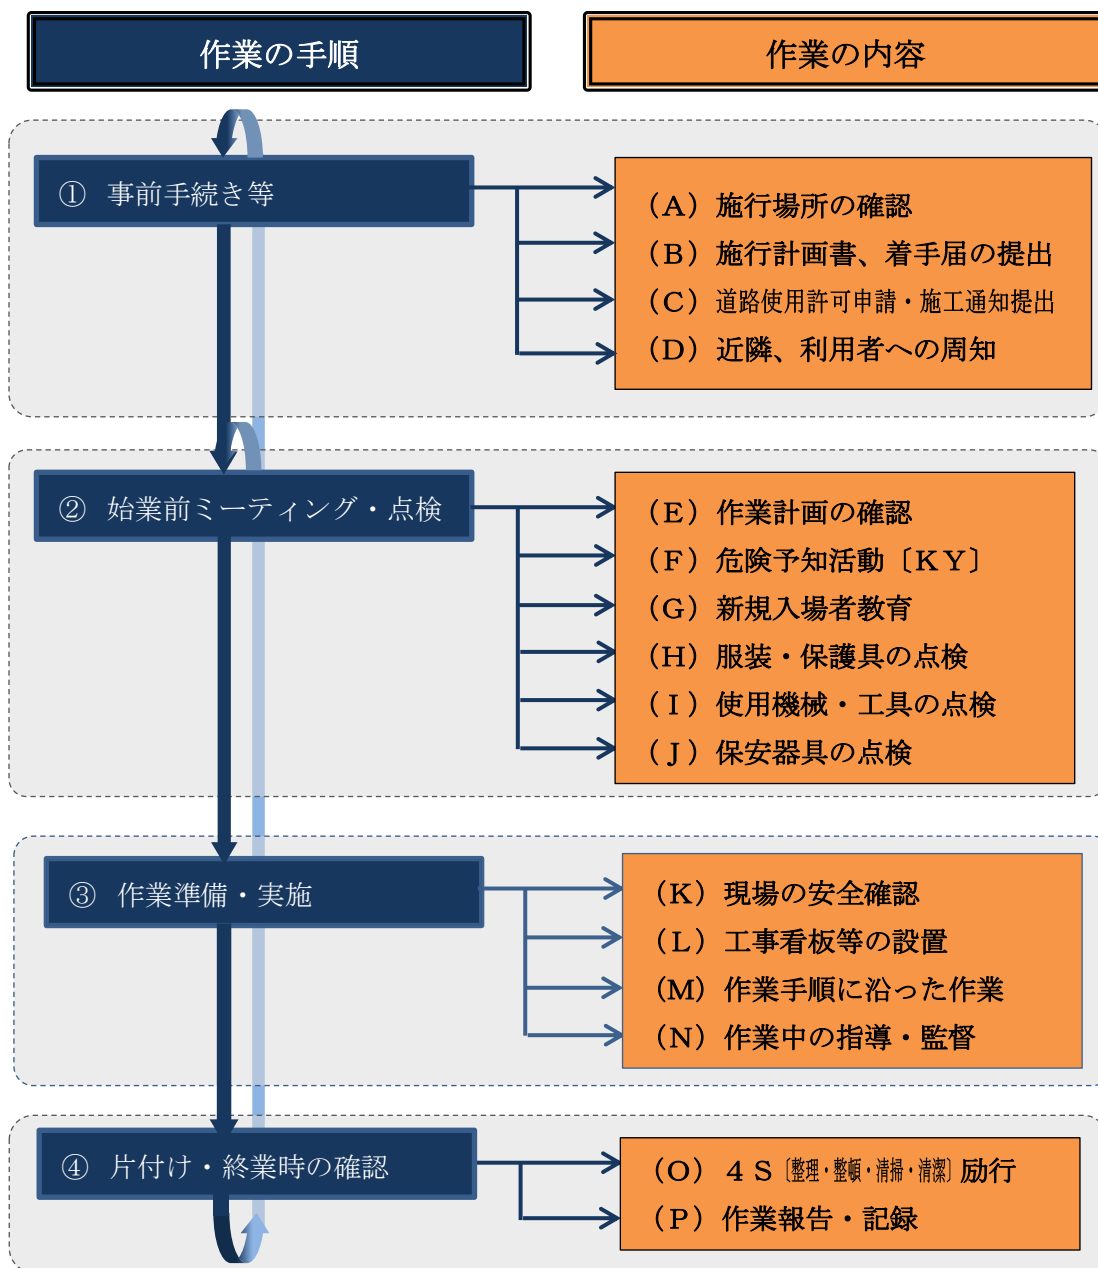 作業の手順
作業の内容
① 事前手続き等
（A）施行場所の確認
（B）施行計画書、着手届の提出
（C）道路使用許可申請・施工通知提出
（D）近隣、利用者への周知
② 始業前ミーティング・点検
（E）作業計画の確認
（F）危険予知活動〔KY〕
（G）新規入場者教育
（H）服装・保護具の点検
（I）使用機械・工具の点検
（J）保安器具の点検
③ 作業準備・実施
（K）現場の安全確認
（L）工事看板等の設置
（M）作業手順に沿った作業
（N）作業中の指導・監督
④ 片付け・終業時の確認
（O）４S〔整理・整頓・清掃・清潔〕励行
（P）作業報告・記録